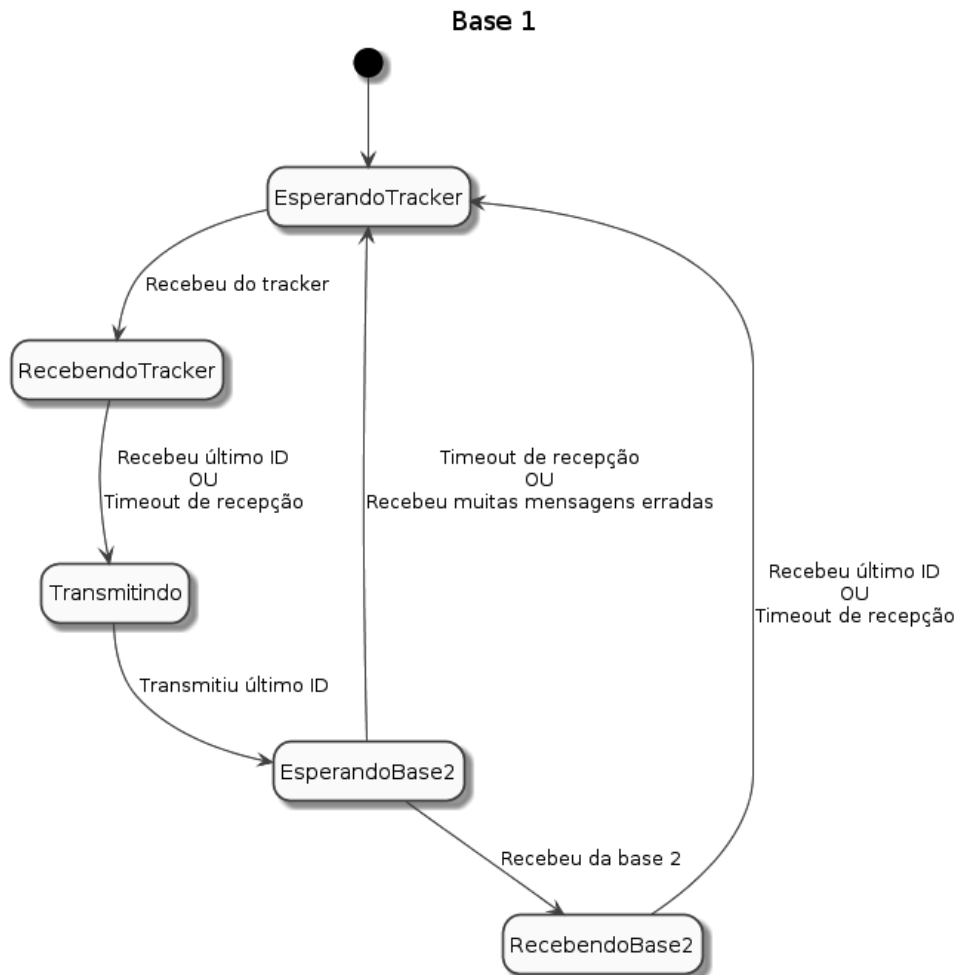 Base 1
EsperandoTracker
Recebeu do tracker
RecebendoTracker
Recebeu último ID
OU
Timeout de recepção
Timeout de recepção
OU
Recebeu muitas mensagens erradas
Recebeu último ID
OU
Timeout de recepção
Transmitindo
Transmitiu último ID
EsperandoBase2
Recebeu da base 2
RecebendoBase2